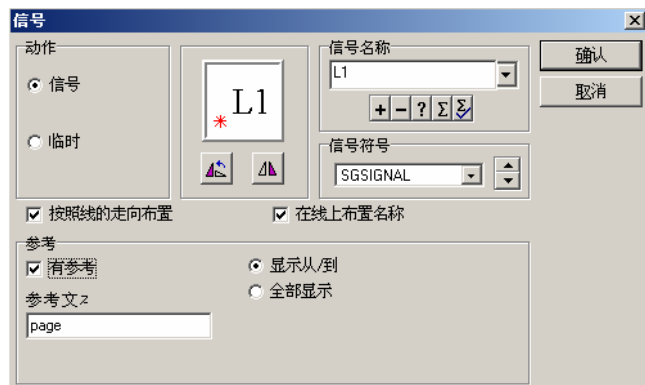 信号
动作
信号
临时
L1
信号名称
L1
+ - ? Σ Σ
信号符号
SGSIGNAL
确认
取消
按照线的走向布置
在线上布置名称
参考
有参考
显示从/到
全部显示
参考文z
page